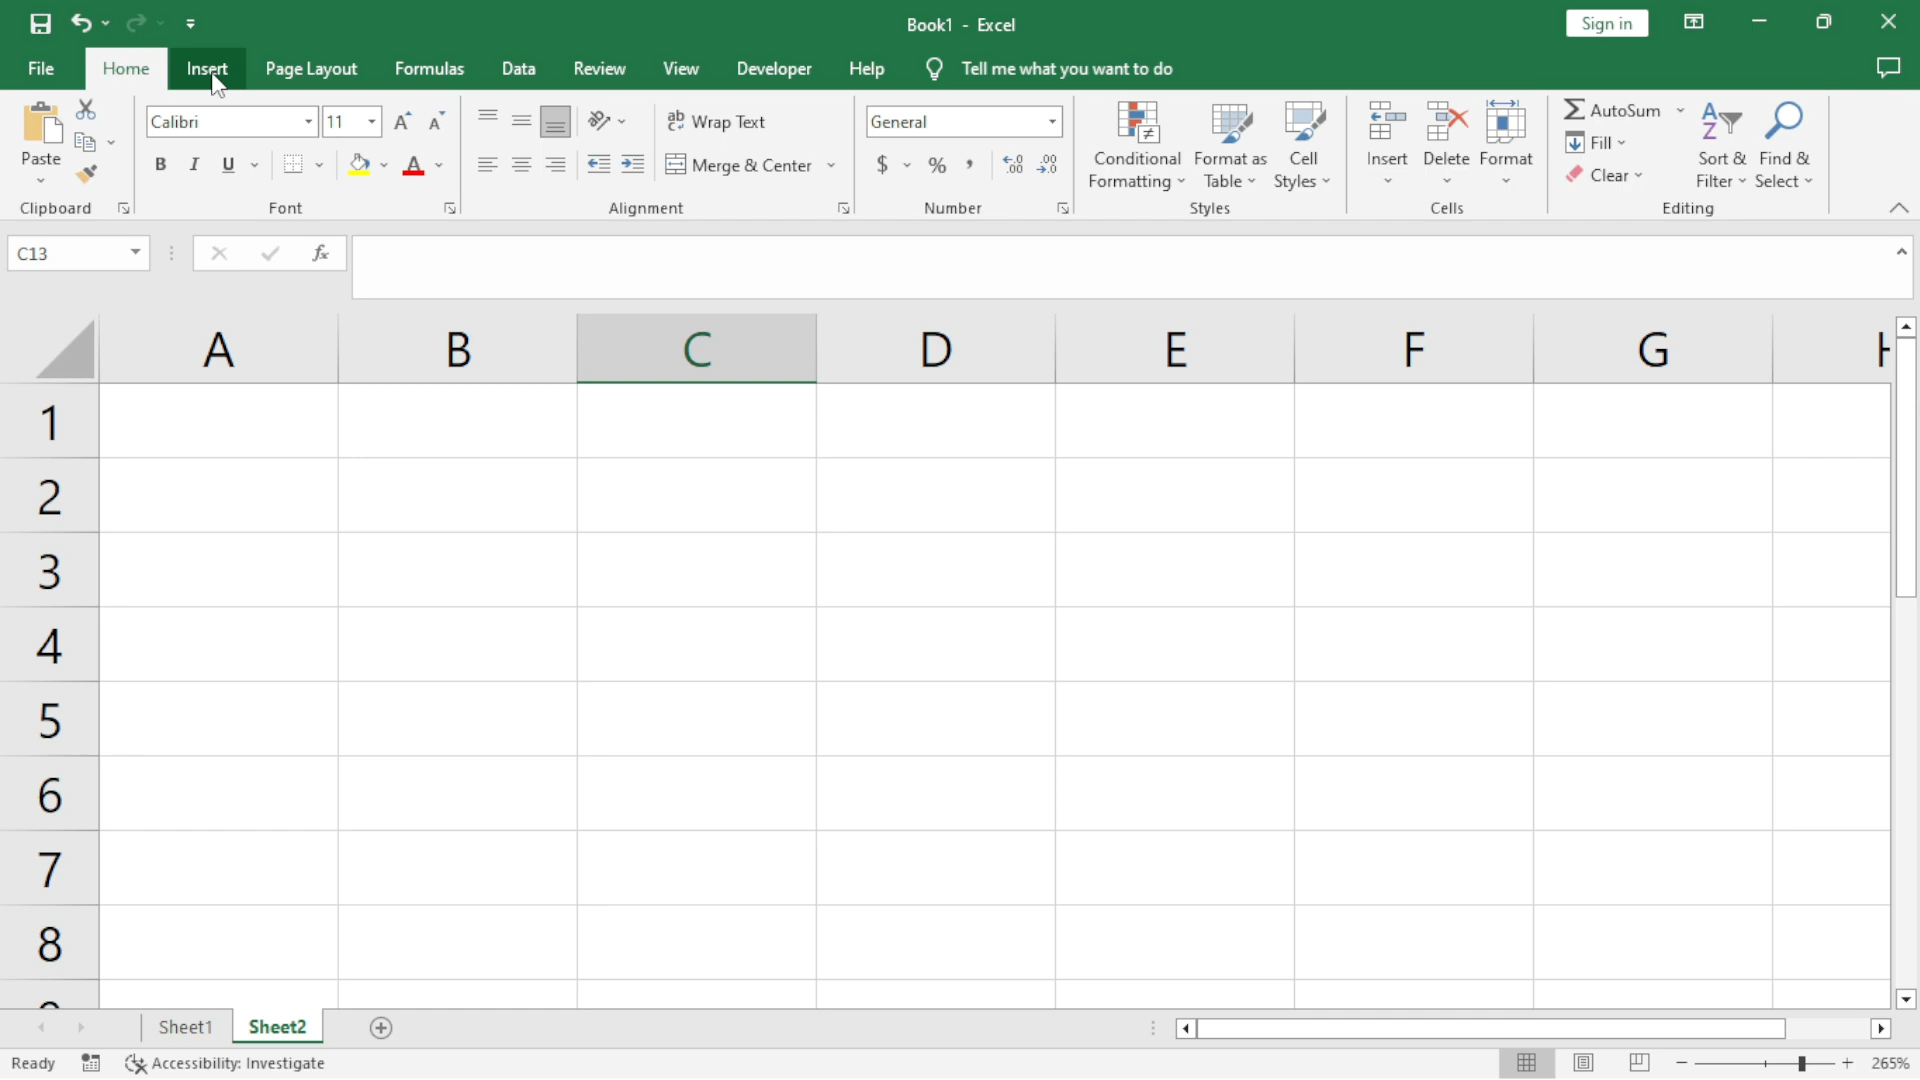 Book1 - Excel
Sign in
File Home Insert Page Layout Formulas Data Review View Developer Help Tell me what you want to do
Paste
Clipboard
Calibri 11
B I U A
Font
ab Wrap Text
Merge & Center
Alignment
General
$ % ,
Number
Conditional Formatting
Format as Table
Cell Styles
Styles
Insert Delete Format
Cells
AutoSum
Fill
Clear
Sort & Filter
Find & Select
Editing
C13 fx
A B C D E F G
1
2
3
4
5
6
7
8
Sheet1 Sheet2
Ready Accessibility: Investigate 265%